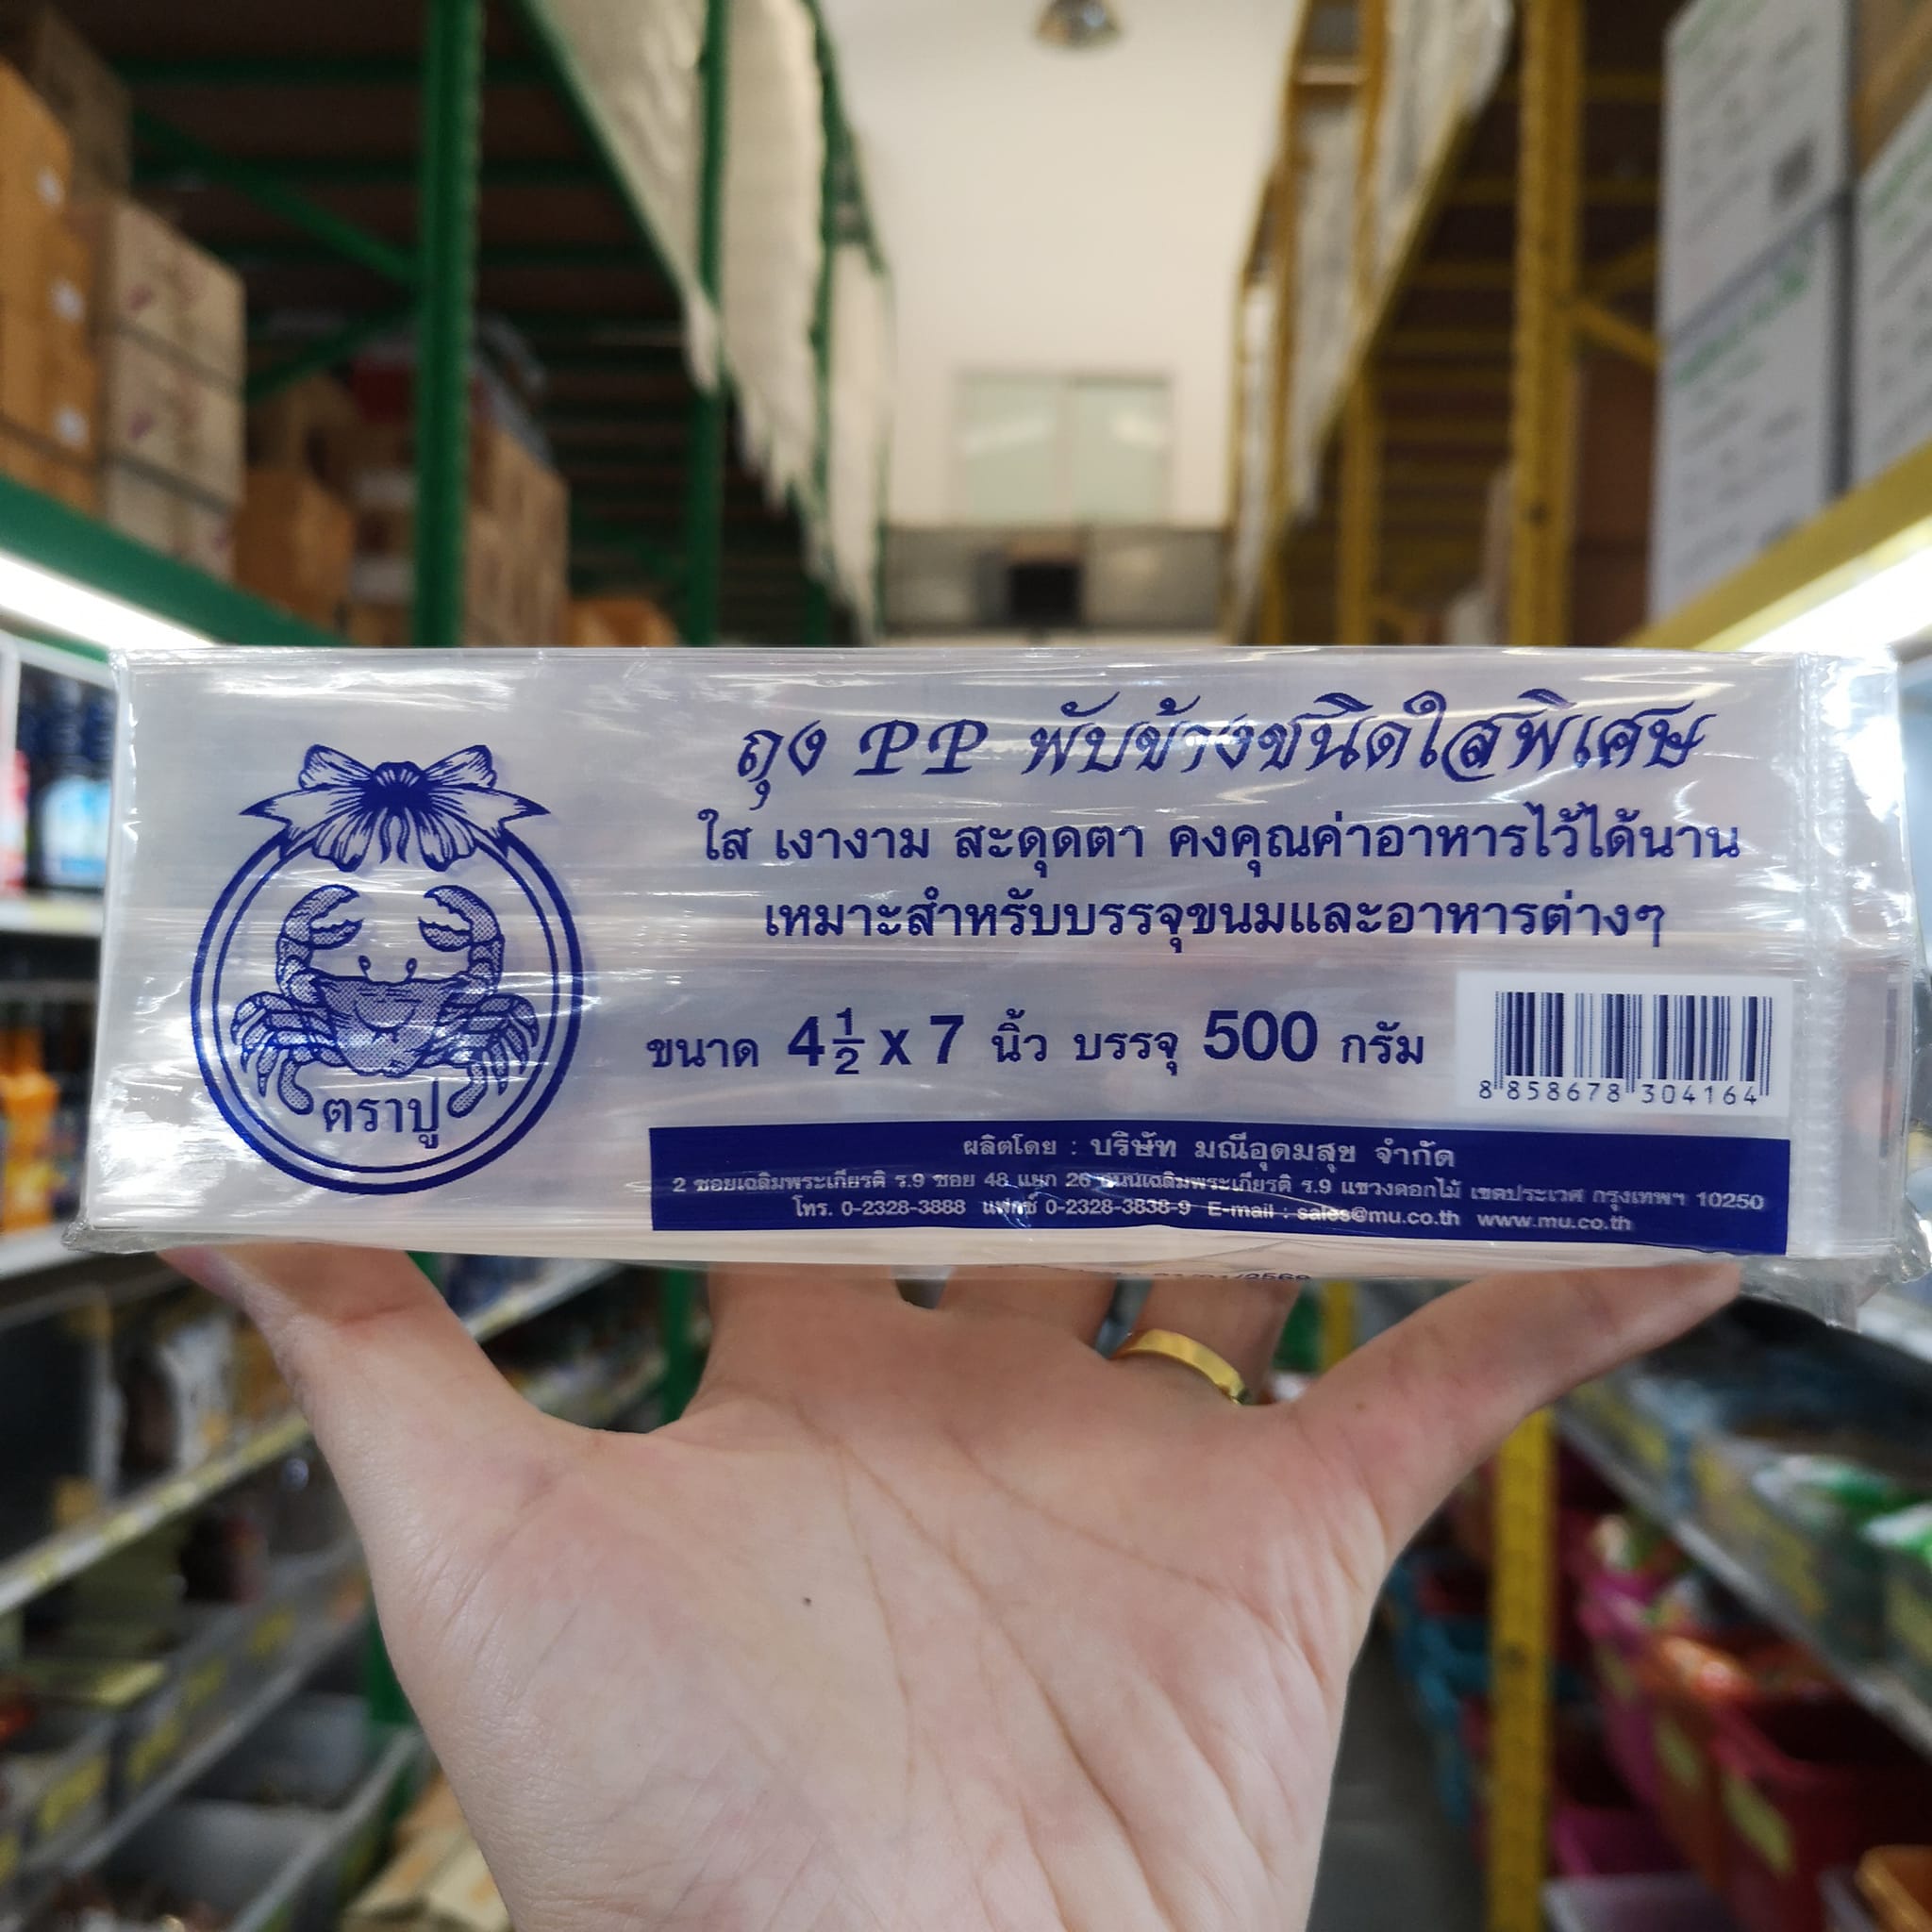 ถุง PP พับข้างชนิดใสพิเศษ
ใส เงางาม สะดุดตา คงคุณค่าอาหารไว้ได้นาน
เหมาะสำหรับบรรจุขนมและอาหารต่างๆ
ขนาด 4 1/2 x 7 นิ้ว บรรจุ 500 กรัม
8 858678 304164
ตราปู
ผลิตโดย : บริษัท มณีอุดมสุข จำกัด
2 ซอยเฉลิมพระเกียรติ ร.9 ซอย 48 แยก 26 ถนนเฉลิมพระเกียรติ ร.9 แขวงดอกไม้ เขตประเวศ กรุงเทพฯ 10250
โทร. 0-2328-3888 แฟกซ์ 0-2328-3838-9 E-mail : sales@mu.co.th www.mu.co.th